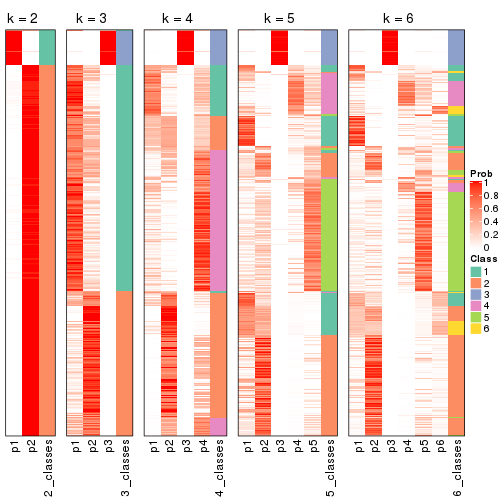 k = 2
k = 3
k = 4
k = 5
k = 6
p1
p2
2_classes
p1
p2
p3
3_classes
p1
p2
p3
p4
4_classes
p1
p2
p3
p4
p5
5_classes
p1
p2
p3
p4
p5
p6
6_classes
Prob
1
0.8
0.6
0.4
0.2
0
Class
1
2
3
4
5
6